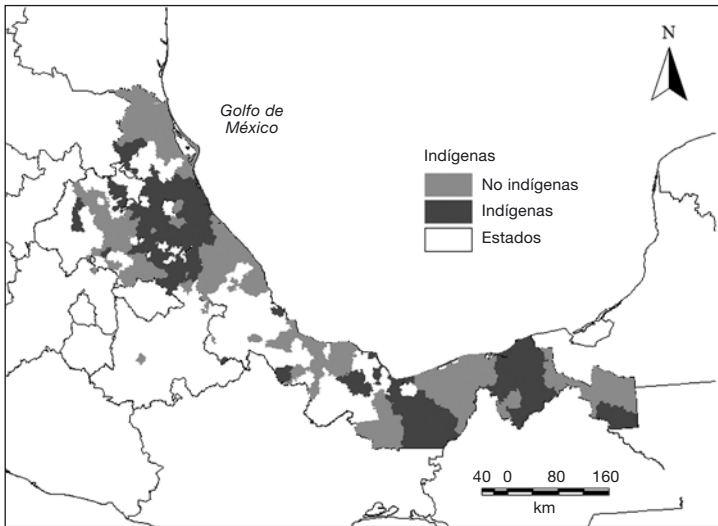 N
Golfo de
México
Indígenas
No indígenas
Indígenas
Estados
40 0 80 160
km